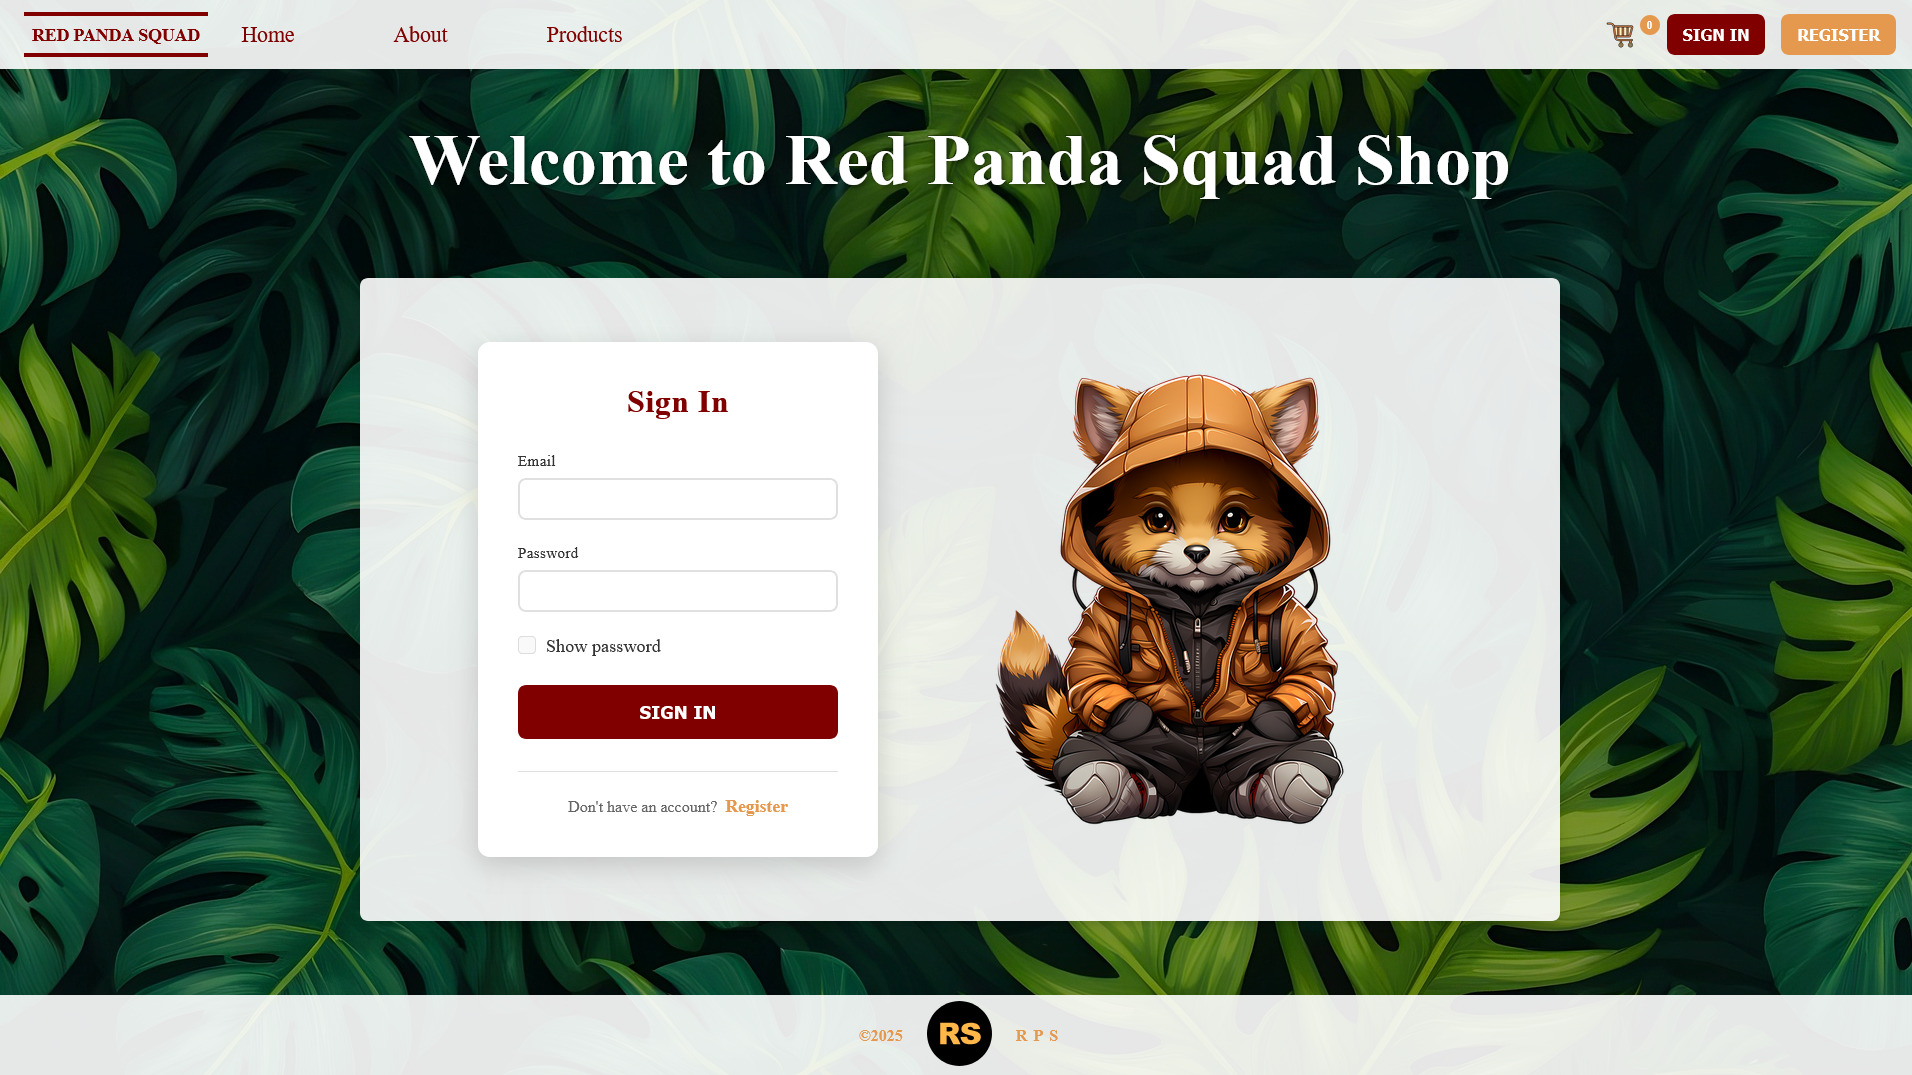 RED PANDA SQUAD Home About Products 0 SIGN IN REGISTER
Welcome to Red Panda Squad Shop
Sign In
Email
Password
Show password
SIGN IN
Don't have an account? Register
©2025 RS R P S